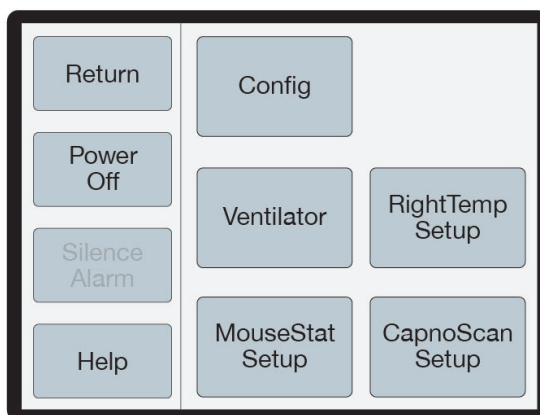 Return
Power
Off
Silence
Alarm
Help
Config
Ventilator
RightTemp
Setup
MouseStat
Setup
CapnoScan
Setup